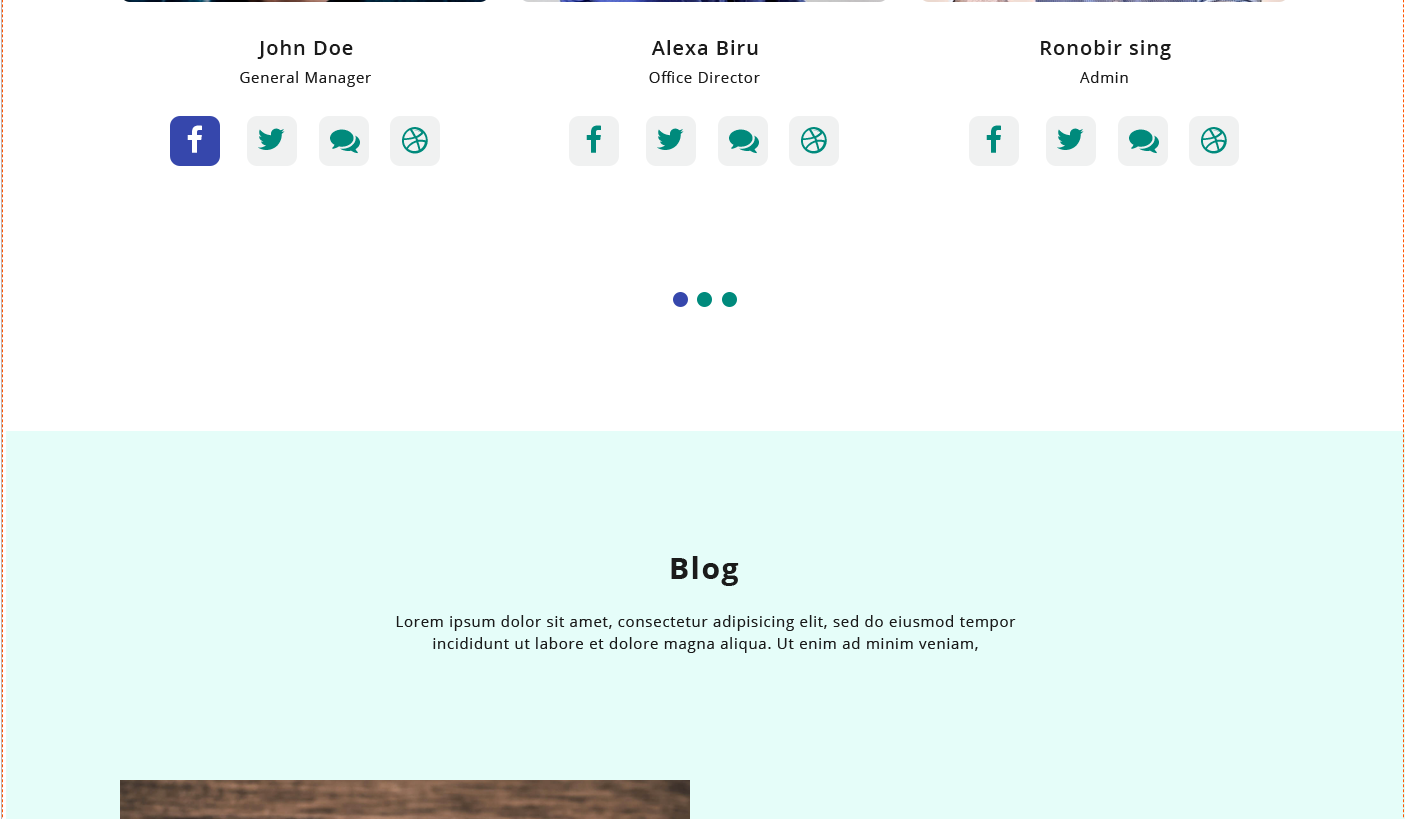 John Doe
Alexa Biru
Ronobir sing
General Manager
Office Director
Admin
Blog
Lorem ipsum dolor sit amet, consectetur adipisicing elit, sed do eiusmod tempor
incididunt ut labore et dolore magna aliqua. Ut enim ad minim veniam,